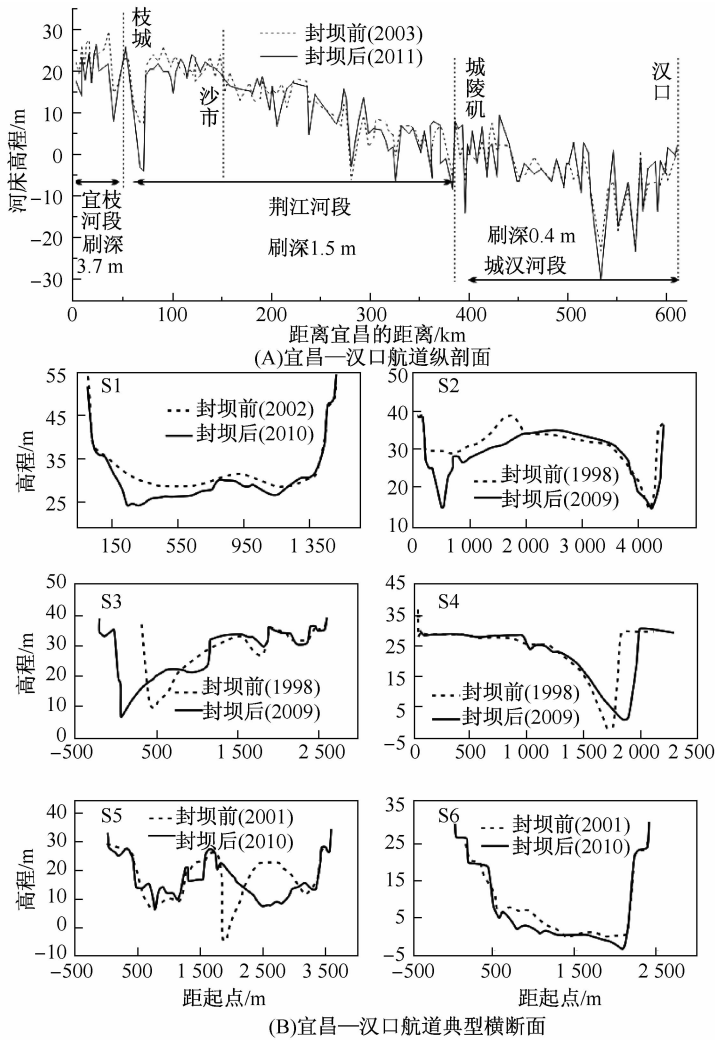 35
30
20
10
0
−10
−20
−30
河床高程/m
枝城
沙市
封坝前(2003)
封坝后(2011)
城陵矶
汉口
宜枝
河段
刷深
3.7 m
荆江河段
刷深1.5 m
刷深0.4 m
城汉河段
0 100 200 300 400 500 600
距离宜昌的距离/km
(A)宜昌—汉口航道纵剖面
S1
封坝前(2002)
封坝后(2010)
高程/m
55
45
35
25
150 550 950 1 350
S2
封坝前(1998)
封坝后(2009)
50
40
30
20
10
0 1 000 2 000 3 000 4 000
S3
封坝前(1998)
封坝后(2009)
高程/m
50
40
30
20
10
0
−500 500 1 500 2 500
S4
封坝前(1998)
封坝后(2009)
45
35
25
15
5
−5
0 500 1 000 1 500 2 000 2 500
S5
封坝前(2001)
封坝后(2010)
高程/m
40
30
20
10
0
−10
−500 500 1 500 2 500 3 500
距起点/m
S6
封坝前(2001)
封坝后(2010)
35
25
15
5
−5
−500 500 1 500 2 500
距起点/m
(B)宜昌—汉口航道典型横断面